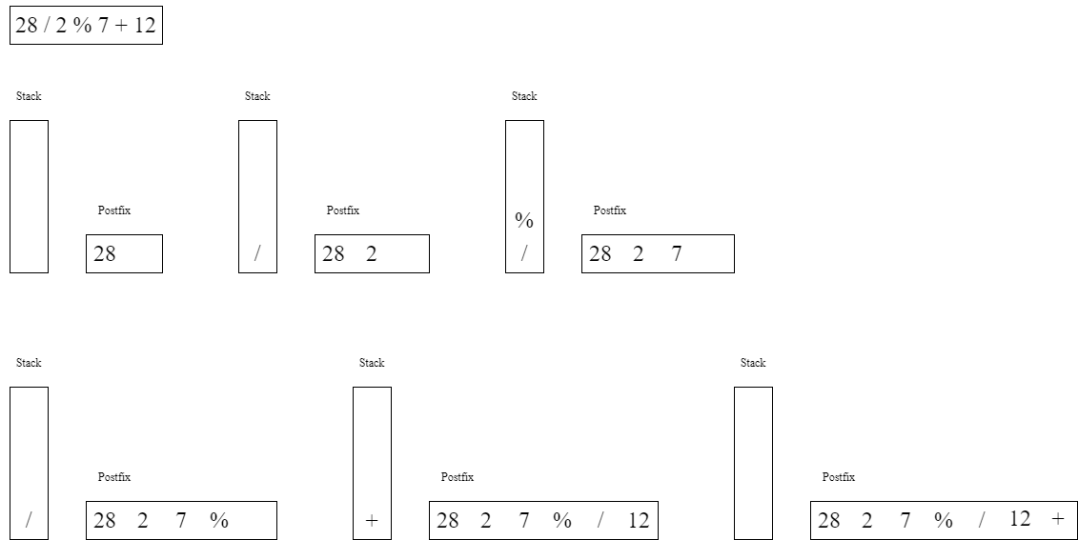 28 / 2 % 7 + 12
Stack
Stack
Stack
Postfix
Postfix
%
Postfix
28
/
28 2
/
28 2 7
Stack
Stack
Stack
Postfix
Postfix
Postfix
/
28 2 7 %
+
28 2 7 % / 12
28 2 7 % / 12 +